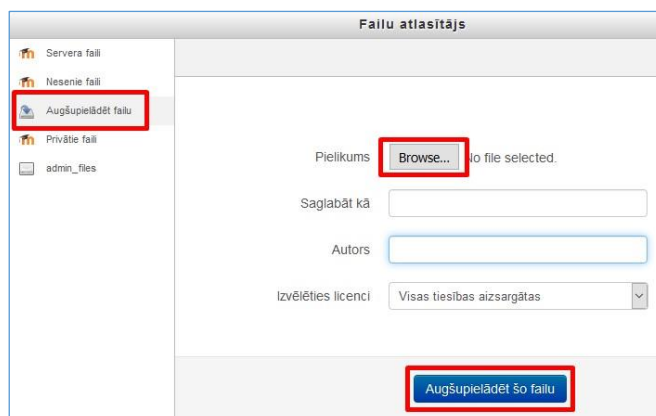 Failu atlasītājs
Servera faili
Nesenie faili
Augšupielādēt failu
Privātie faili
admin_files
Pielikums
Browse... No file selected.
Saglabāt kā
Autors
Izvēlēties licenci
Visas tiesības aizsargātas
Augšupielādēt šo failu